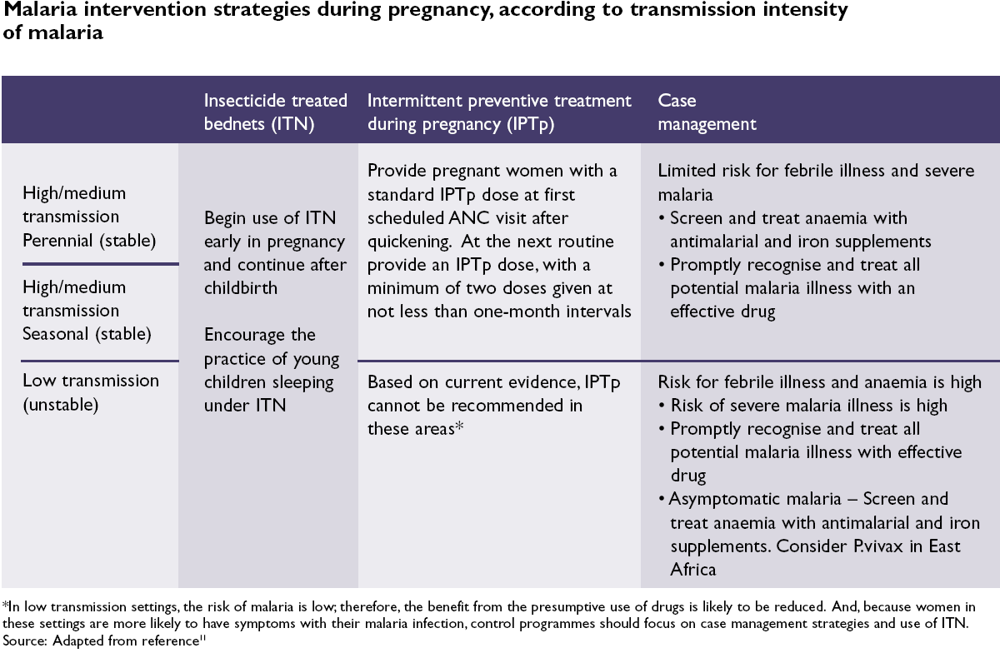 Malaria intervention strategies during pregnancy, according to transmission intensity
of malaria
Insecticide treated
bednets (ITN)
Intermittent preventive treatment
during pregnancy (IPTp)
Case
management
High/medium
transmission
Perennial (stable)
High/medium
transmission
Seasonal (stable)
Begin use of ITN
early in pregnancy
and continue after
childbirth
Encourage the
practice of young
children sleeping
under ITN
Provide pregnant women with a
standard IPTp dose at first
scheduled ANC visit after
quickening. At the next routine
provide an IPTp dose, with a
minimum of two doses given at
not less than one-month intervals
Limited risk for febrile illness and severe
malaria
• Screen and treat anaemia with
antimalarial and iron supplements
• Promptly recognise and treat all
potential malaria illness with an
effective drug
Low transmission
(unstable)
Based on current evidence, IPTp
cannot be recommended in
these areas*
Risk for febrile illness and anaemia is high
• Risk of severe malaria illness is high
• Promptly recognise and treat all
potential malaria illness with effective
drug
• Asymptomatic malaria – Screen and
treat anaemia with antimalarial and iron
supplements. Consider P.vivax in East
Africa
*In low transmission settings, the risk of malaria is low; therefore, the benefit from the presumptive use of drugs is likely to be reduced. And, because women in
these settings are more likely to have symptoms with their malaria infection, control programmes should focus on case management strategies and use of ITN.
Source: Adapted from reference¹¹